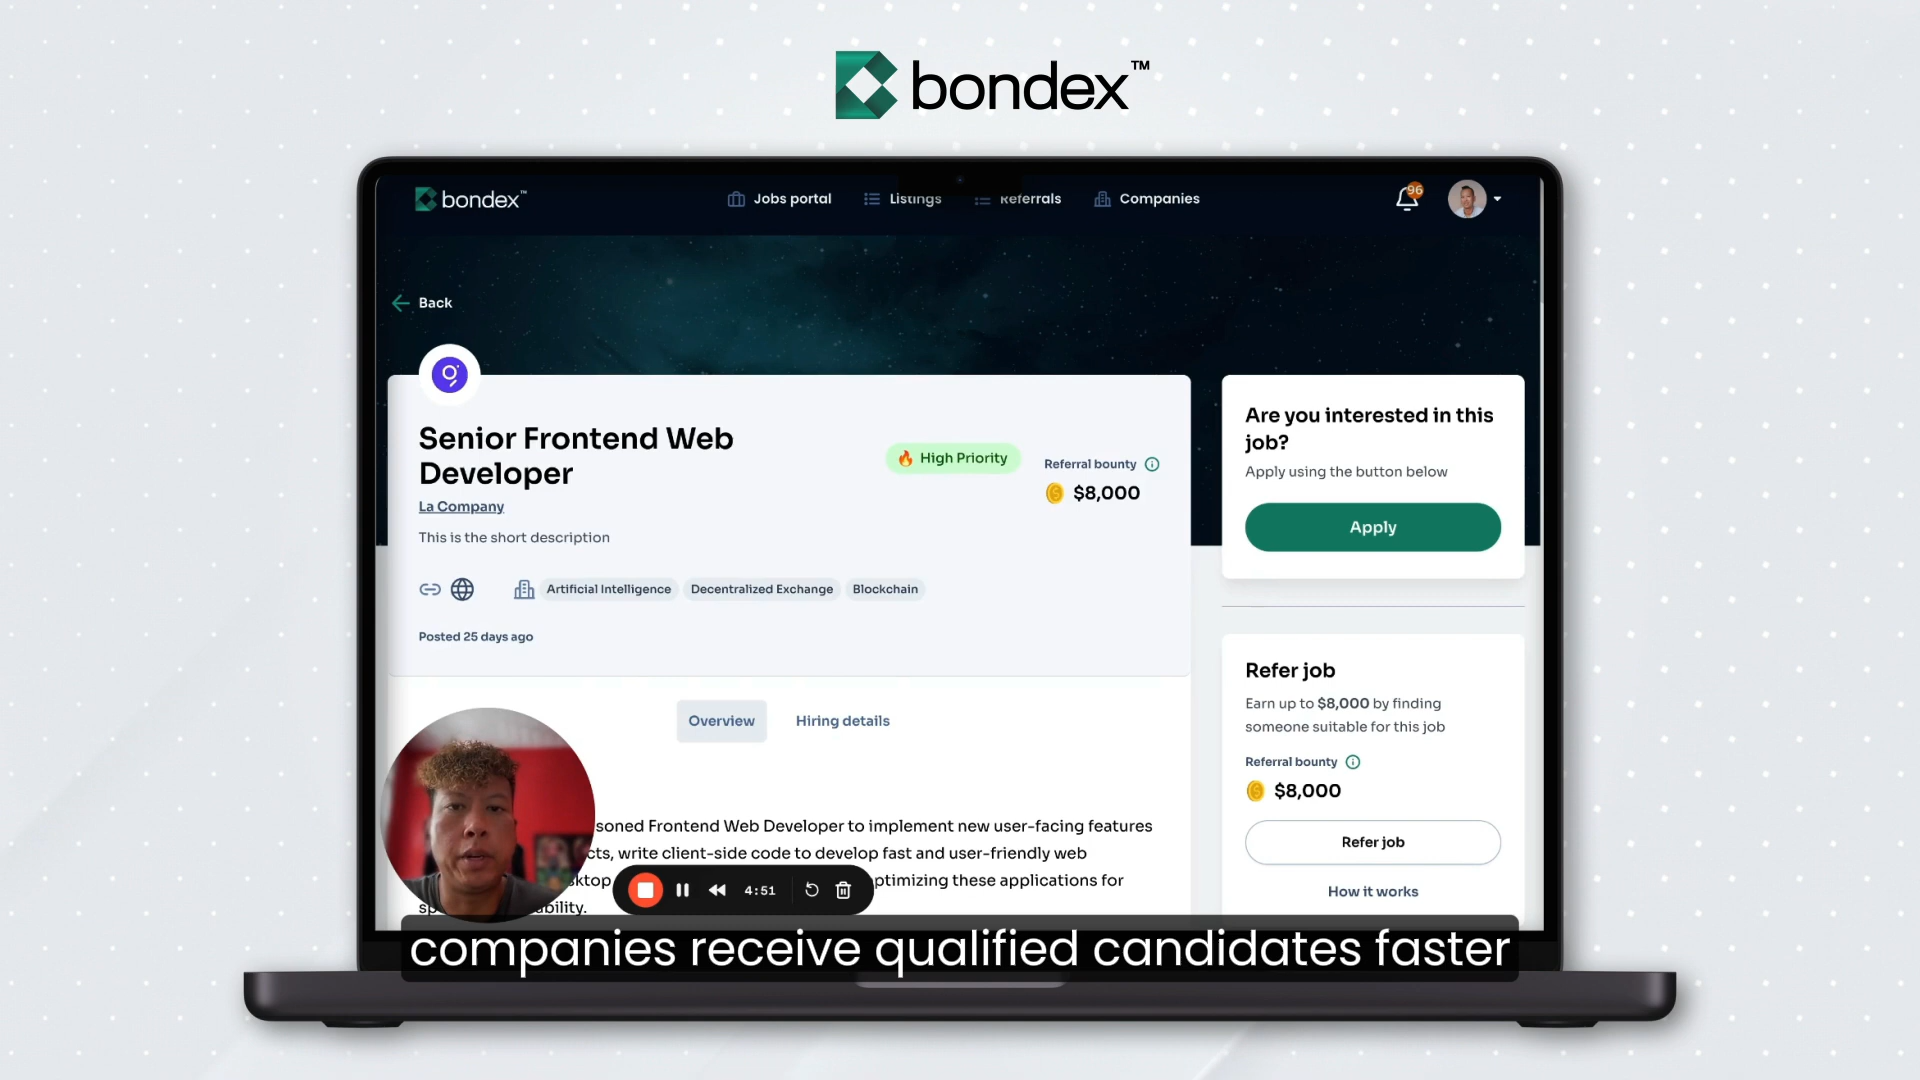 bondex™
bondex™
Jobs portal
Listings
Referrals
Companies
96
Back
Senior Frontend Web
Developer
La Company
This is the short description
High Priority
Referral bounty
$8,000
Artificial Intelligence
Decentralized Exchange
Blockchain
Posted 25 days ago
Are you interested in this
job?
Apply using the button below
Apply
Refer job
Earn up to $8,000 by finding
someone suitable for this job
Referral bounty
$8,000
Refer job
How it works
Overview
Hiring details
soned Frontend Web Developer to implement new user-facing features
cts, write client-side code to develop fast and user-friendly web
ktop ptimizing these applications for
sp bility.
4:51
companies receive qualified candidates faster